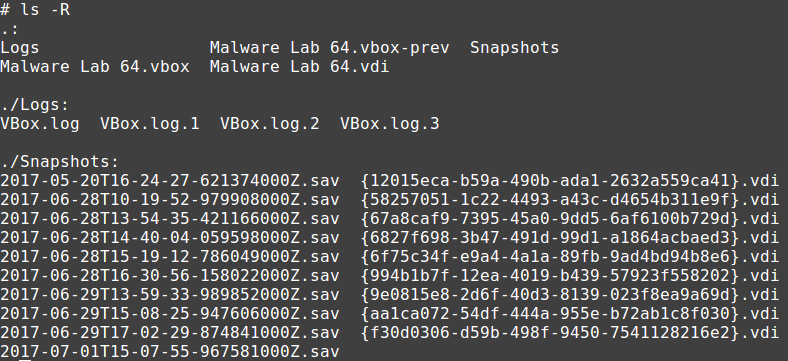 # ls -R
.:
Logs                 Malware Lab 64.vbox-prev  Snapshots
Malware Lab 64.vbox  Malware Lab 64.vdi

./Logs:
VBox.log  VBox.log.1  VBox.log.2  VBox.log.3

./Snapshots:
2017-05-20T16-24-27-621374000Z.sav  {12015eca-b59a-490b-ada1-2632a559ca41}.vdi
2017-06-28T10-19-52-979908000Z.sav  {58257051-1c22-4493-a43c-d4654b311e9f}.vdi
2017-06-28T13-54-35-421166000Z.sav  {67a8caf9-7395-45a0-9dd5-6af6100b729d}.vdi
2017-06-28T14-40-04-059598000Z.sav  {6827f698-3b47-491d-99d1-a1864acbaed3}.vdi
2017-06-28T15-19-12-786049000Z.sav  {6f75c34f-e9a4-4a1a-89fb-9ad4bd94b8e6}.vdi
2017-06-28T16-30-56-158022000Z.sav  {994b1b7f-12ea-4019-b439-57923f558202}.vdi
2017-06-29T13-59-33-989852000Z.sav  {9e0815e8-2d6f-40d3-8139-023f8ea9a69d}.vdi
2017-06-29T15-08-25-947606000Z.sav  {aa1ca072-54df-444a-955e-b72ab1c8f030}.vdi
2017-06-29T17-02-29-874841000Z.sav  {f30d0306-d59b-498f-9450-7541128216e2}.vdi
2017-07-01T15-07-55-967581000Z.sav